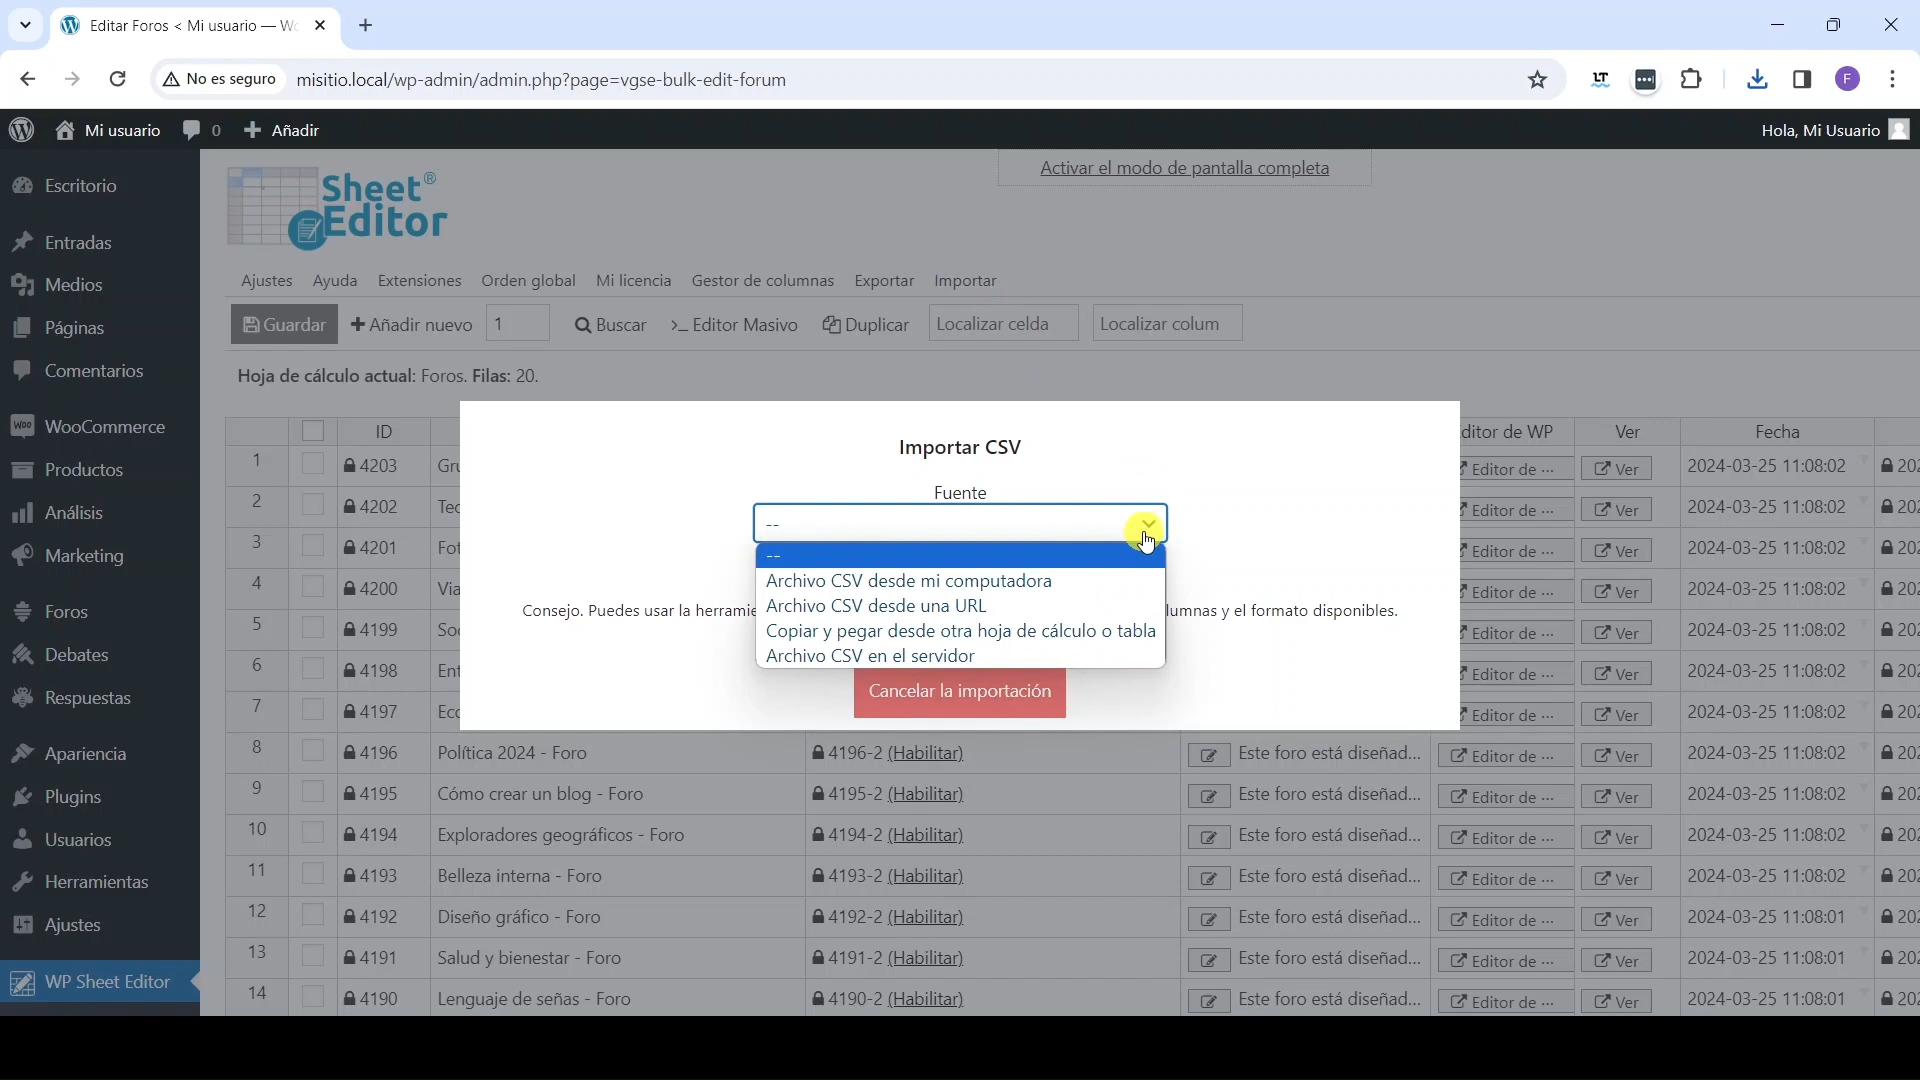 Editar Foros < Mi usuario — Wo
No es seguro
misitio.local/wp-admin/admin.php?page=vgse-bulk-edit-forum
LT
F
Mi usuario
0
Añadir
Hola, Mi Usuario
Escritorio
Entradas
Medios
Páginas
Comentarios
WooCommerce
Productos
Análisis
Marketing
Foros
Debates
Respuestas
Apariencia
Plugins
Usuarios
Herramientas
Ajustes
WP Sheet Editor
Activar el modo de pantalla completa
Sheet®
Editor
Ajustes Ayuda Extensiones Orden global Mi licencia Gestor de columnas Exportar Importar
Guardar Añadir nuevo 1 Buscar Editor Masivo Duplicar Localizar celda Localizar colum
Hoja de cálculo actual: Foros. Filas: 20.
ID ditor de WP Ver Fecha
1 4203 Gru Editor de ... Ver 2024-03-25 11:08:02 202
2 4202 Tec Editor de ... Ver 2024-03-25 11:08:02 202
3 4201 Fot Editor de ... Ver 2024-03-25 11:08:02 202
4 4200 Via Editor de ... Ver 2024-03-25 11:08:02 202
5 4199 So Editor de ... Ver 2024-03-25 11:08:02 202
6 4198 Ent Editor de ... Ver 2024-03-25 11:08:02 202
7 4197 Ec Editor de ... Ver 2024-03-25 11:08:02 202
8 4196 Política 2024 - Foro 4196-2 (Habilitar) Este foro está diseñad... Editor de ... Ver 2024-03-25 11:08:02 202
9 4195 Cómo crear un blog - Foro 4195-2 (Habilitar) Este foro está diseñad... Editor de ... Ver 2024-03-25 11:08:02 202
10 4194 Exploradores geográficos - Foro 4194-2 (Habilitar) Este foro está diseñad... Editor de ... Ver 2024-03-25 11:08:02 202
11 4193 Belleza interna - Foro 4193-2 (Habilitar) Este foro está diseñad... Editor de ... Ver 2024-03-25 11:08:02 202
12 4192 Diseño gráfico - Foro 4192-2 (Habilitar) Este foro está diseñad... Editor de ... Ver 2024-03-25 11:08:01 202
13 4191 Salud y bienestar - Foro 4191-2 (Habilitar) Este foro está diseñad... Editor de ... Ver 2024-03-25 11:08:01 202
14 4190 Lenguaje de señas - Foro 4190-2 (Habilitar) Este foro está diseñad... Editor de ... Ver 2024-03-25 11:08:01 202
Importar CSV
Fuente
--
--
Archivo CSV desde mi computadora
Archivo CSV desde una URL
Consejo. Puedes usar la herramie lumnas y el formato disponibles.
Copiar y pegar desde otra hoja de cálculo o tabla
Archivo CSV en el servidor
Cancelar la importación